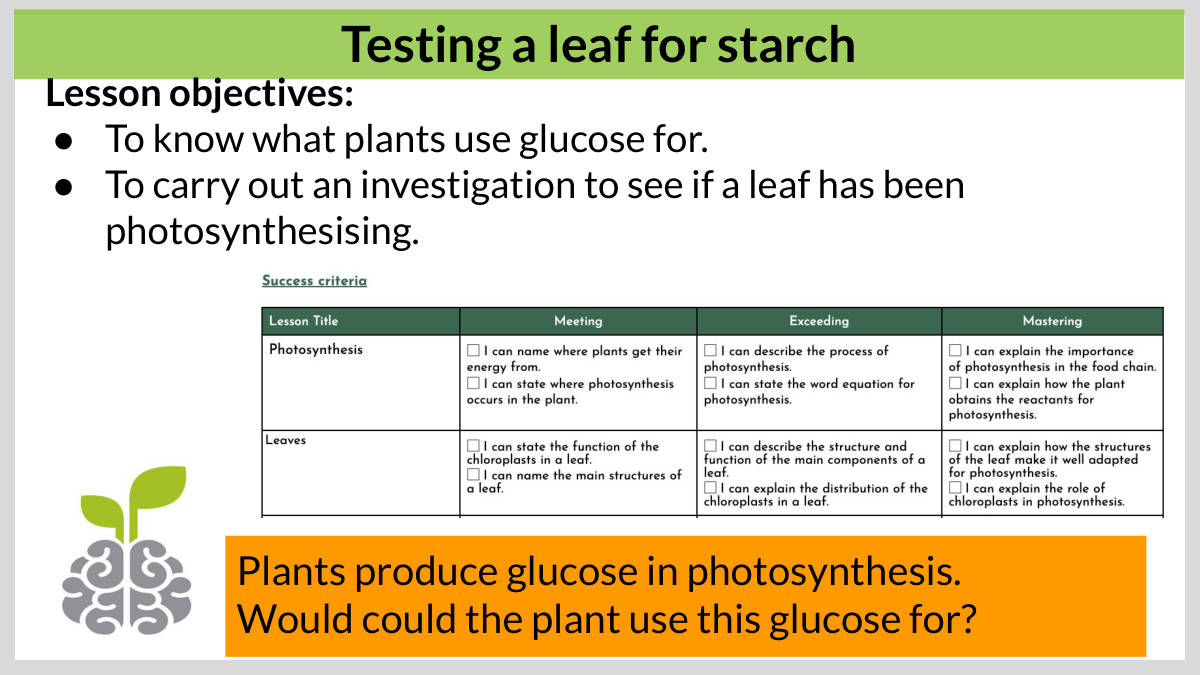 Testing a leaf for starch
Lesson objectives:
● To know what plants use glucose for.
● To carry out an investigation to see if a leaf has been
photosynthesising.
Success criteria
Lesson Title Meeting Exceeding Mastering
Photosynthesis
☐ I can name where plants get their
energy from.
☐ I can state where photosynthesis
occurs in the plant.
☐ I can describe the process of
photosynthesis.
☐ I can state the word equation for
photosynthesis.
☐ I can explain the importance
of photosynthesis in the food chain.
☐ I can explain how the plant
obtains the reactants for
photosynthesis.
Leaves
☐ I can state the function of the
chloroplasts in a leaf.
☐ I can name the main structures of
a leaf.
☐ I can describe the structure and
function of the main components of a
leaf.
☐ I can explain the distribution of the
chloroplasts in a leaf.
☐ I can explain how the structures
of the leaf make it well adapted
for photosynthesis.
☐ I can explain the role of
chloroplasts in photosynthesis.
Plants produce glucose in photosynthesis.
Would could the plant use this glucose for?